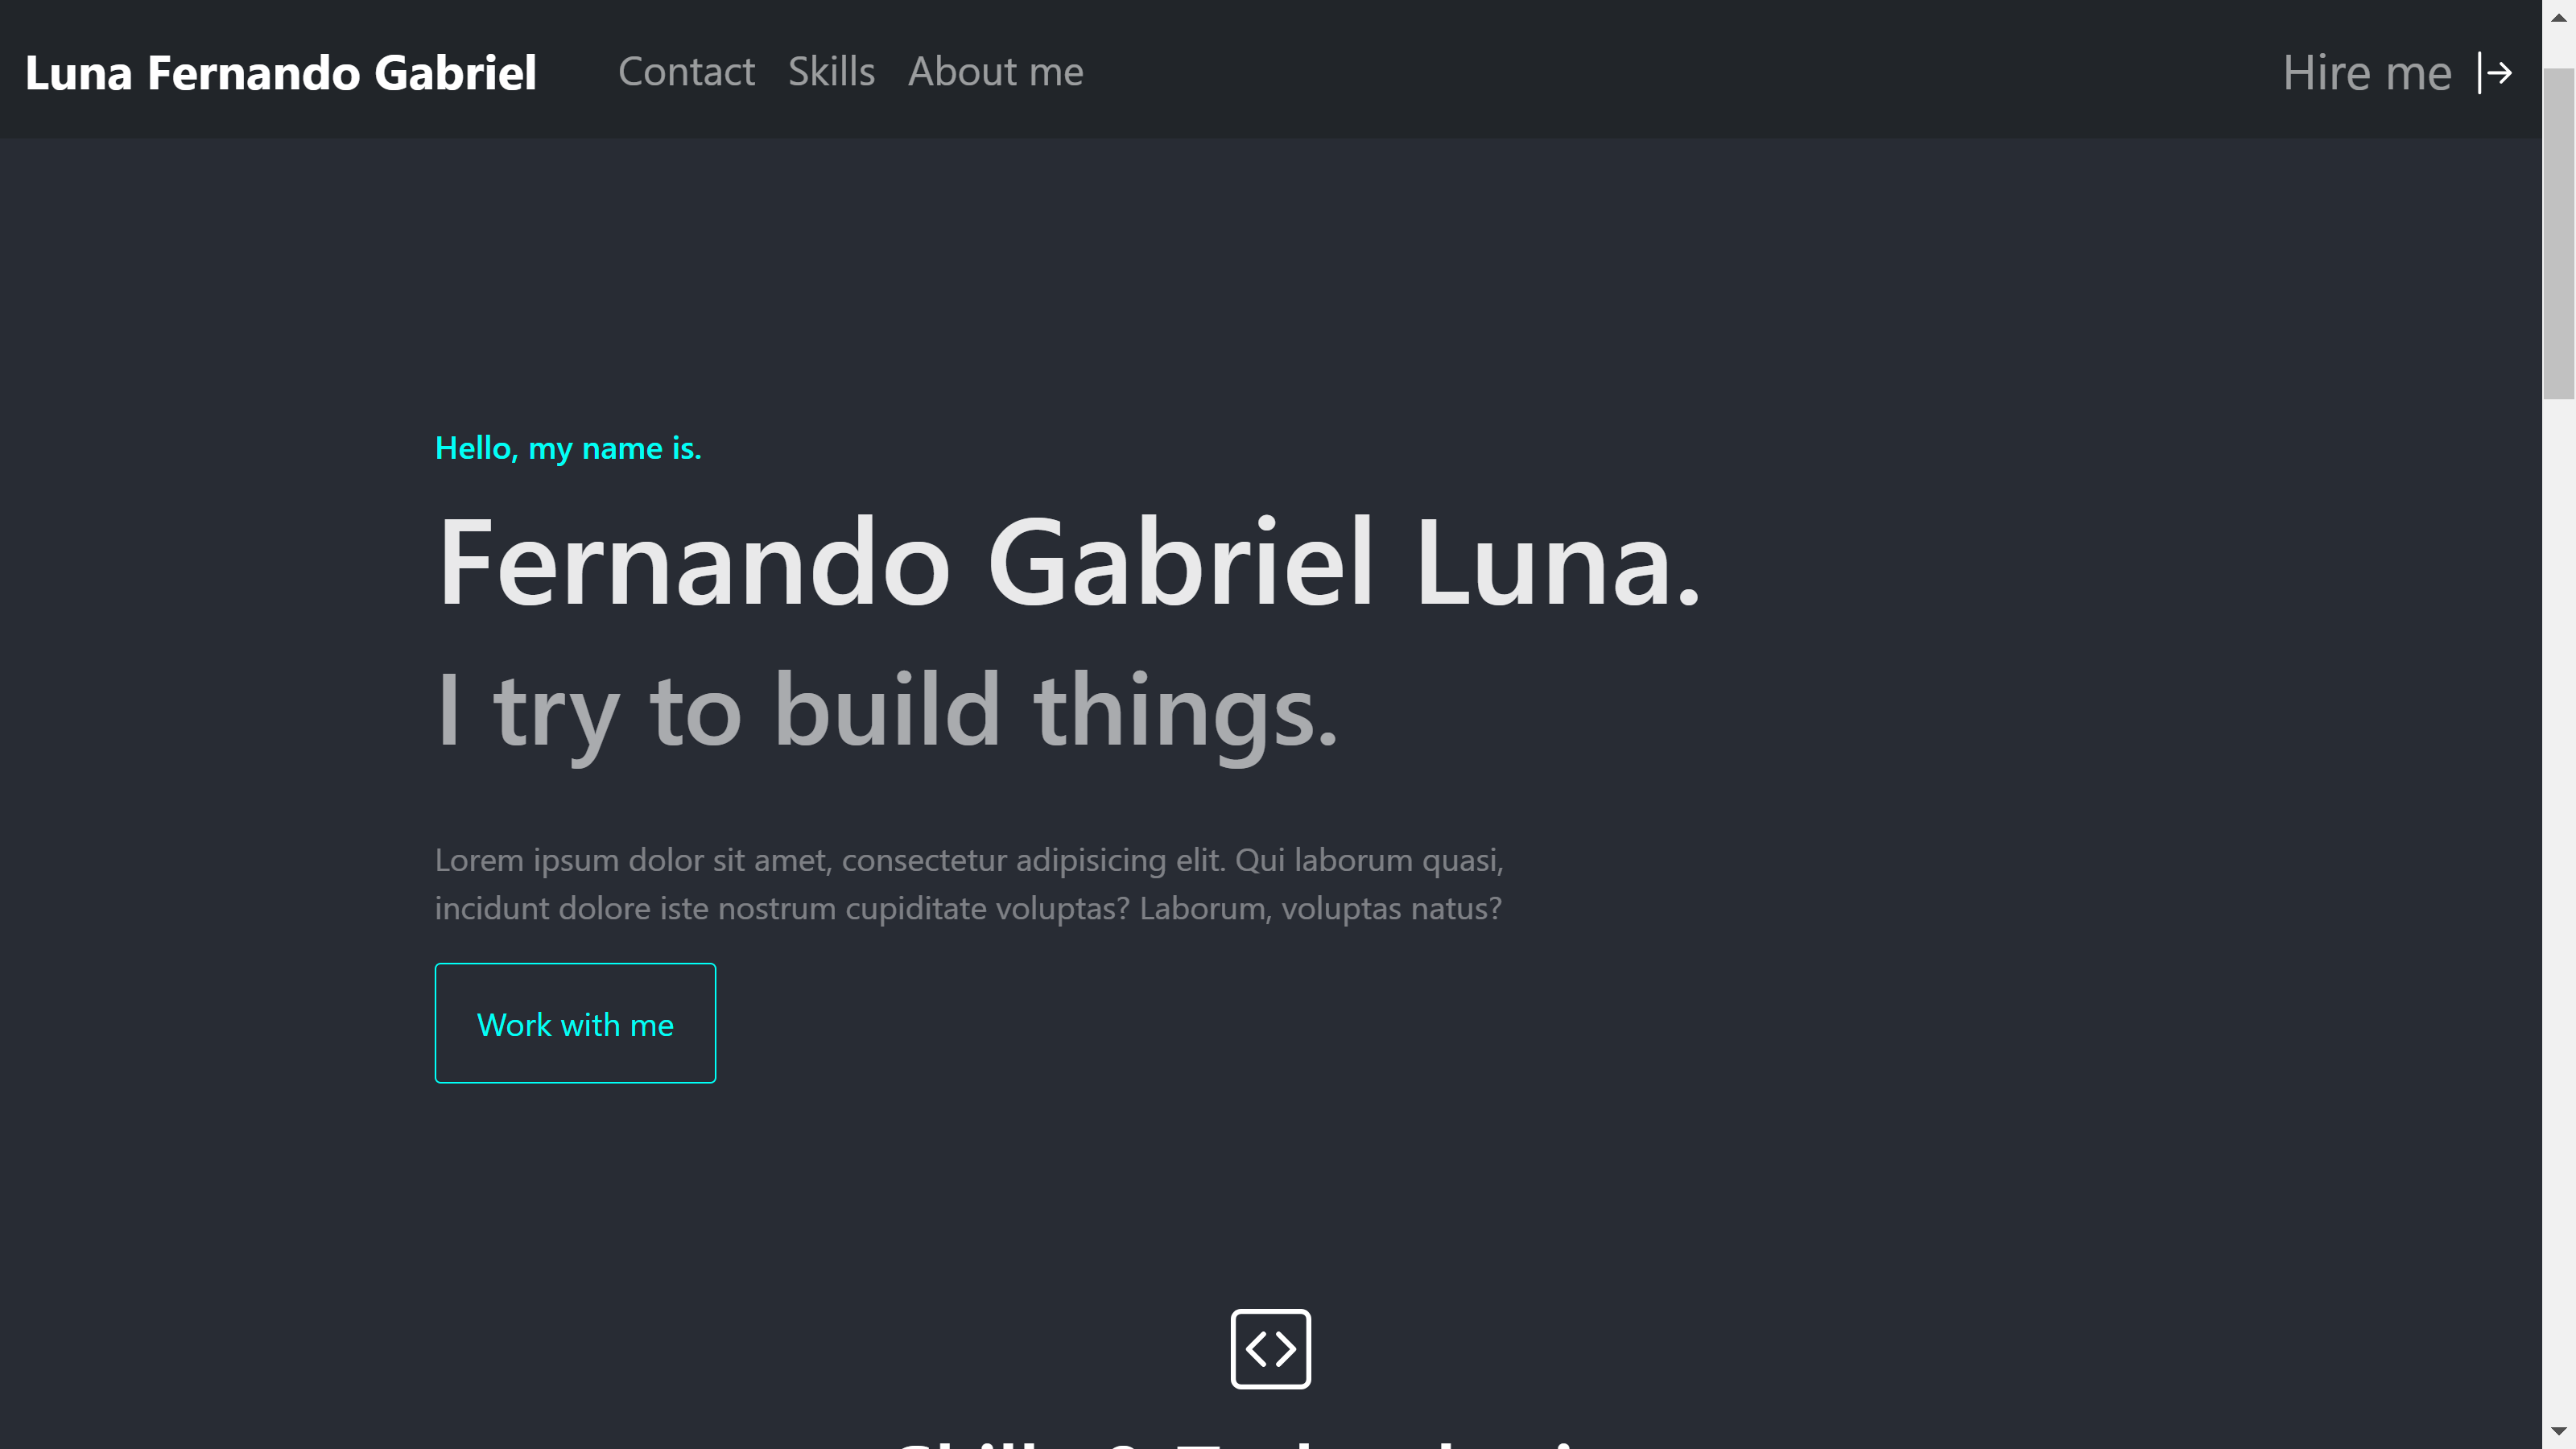 Luna Fernando Gabriel Contact Skills About me Hire me
Hello, my name is.
Fernando Gabriel Luna.
I try to build things.
Lorem ipsum dolor sit amet, consectetur adipisicing elit. Qui laborum quasi,
incidunt dolore iste nostrum cupiditate voluptas? Laborum, voluptas natus?
Work with me